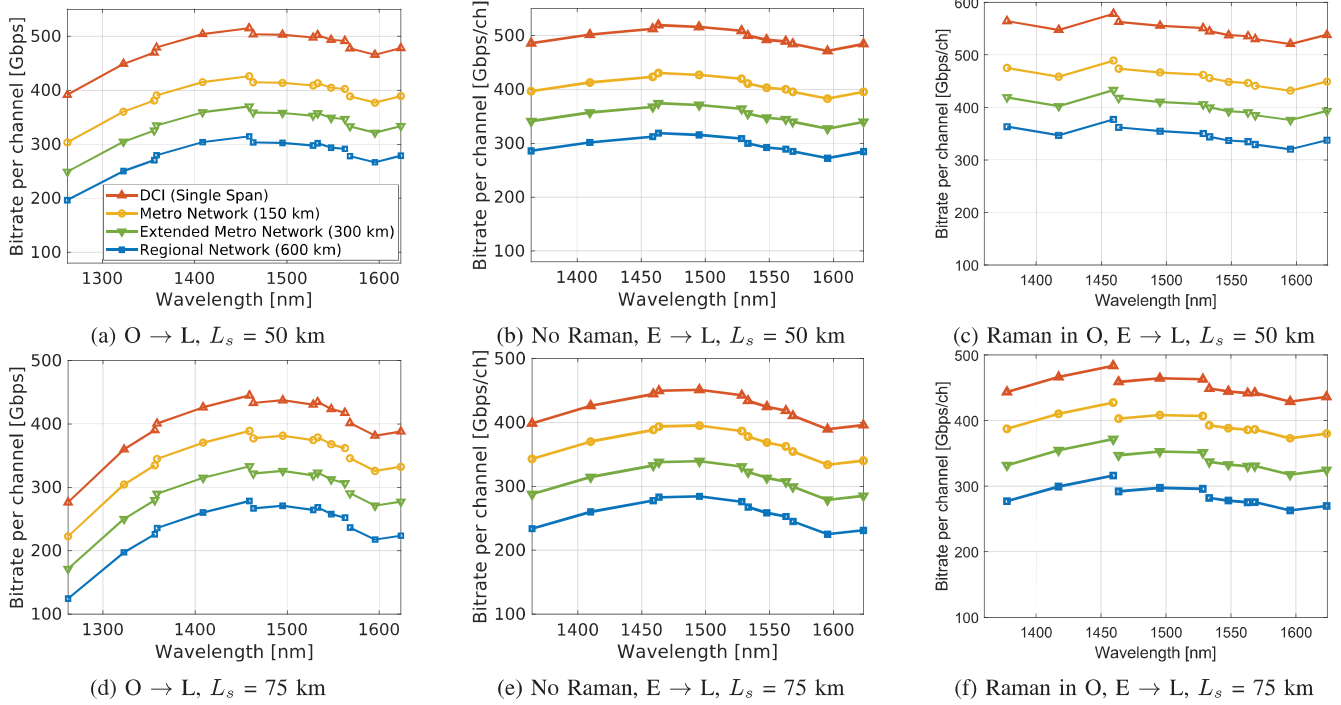 Bitrate per channel [Gbps]
500
400
300
200
100
DCI (Single Span)
Metro Network (150 km)
Extended Metro Network (300 km)
Regional Network (600 km)
1300 1400 1500 1600
Wavelength [nm]
(a) O → L, Lₛ = 50 km
Bitrate per channel [Gbps/ch]
500
400
300
200
100
1400 1450 1500 1550 1600
Wavelength [nm]
(b) No Raman, E → L, Lₛ = 50 km
Bitrate per channel [Gbps/ch]
600
500
400
300
200
100
1400 1450 1500 1550 1600
Wavelength [nm]
(c) Raman in O, E → L, Lₛ = 50 km
Bitrate per channel [Gbps]
500
400
300
200
100
1300 1400 1500 1600
Wavelength [nm]
(d) O → L, Lₛ = 75 km
Bitrate per channel [Gbps/ch]
500
400
300
200
100
1400 1450 1500 1550 1600
Wavelength [nm]
(e) No Raman, E → L, Lₛ = 75 km
Bitrate per channel [Gbps/ch]
500
400
300
200
100
1400 1450 1500 1550 1600
Wavelength [nm]
(f) Raman in O, E → L, Lₛ = 75 km